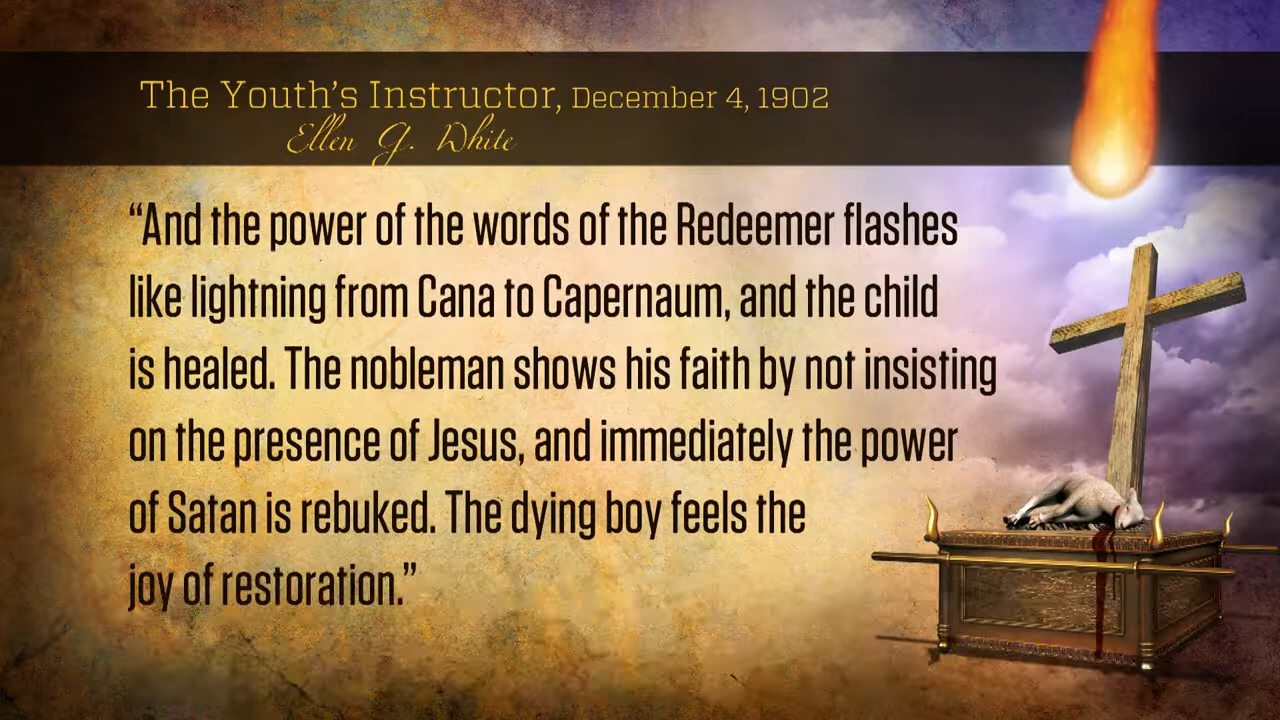 The Youth’s Instructor, December 4, 1902
Ellen G. White
“And the power of the words of the Redeemer flashes
like lightning from Cana to Capernaum, and the child
is healed. The nobleman shows his faith by not insisting
on the presence of Jesus, and immediately the power
of Satan is rebuked. The dying boy feels the
joy of restoration.”